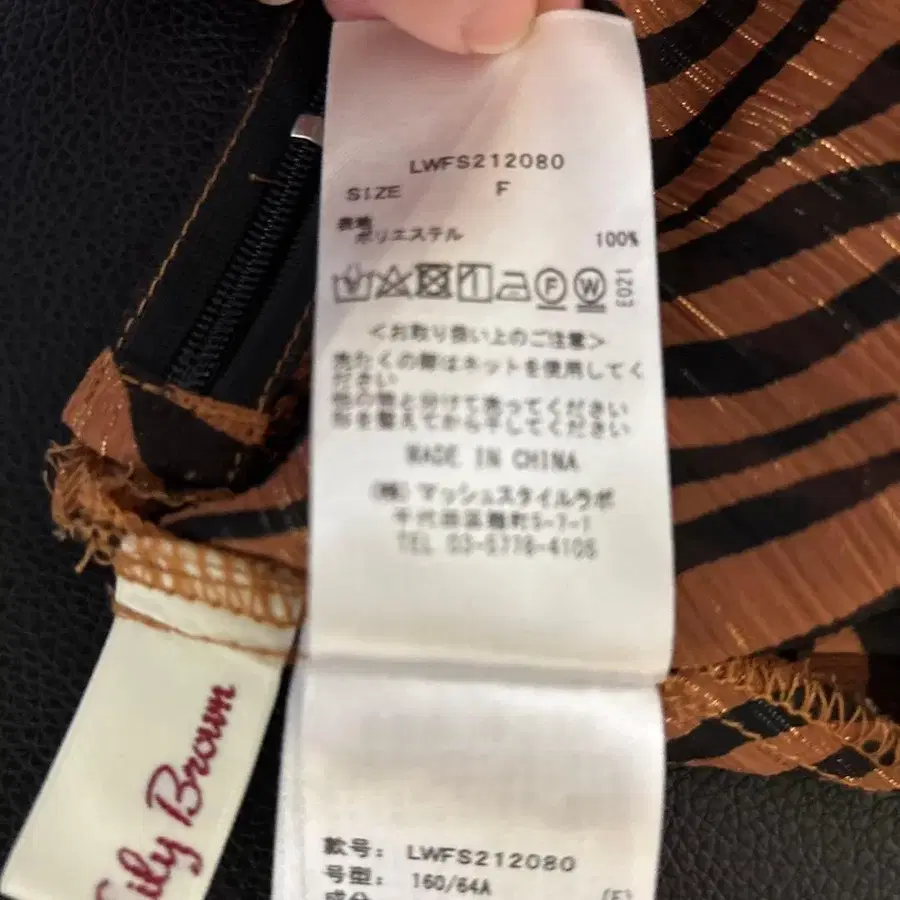 LWFS212080
SIZE F
表地
ポリエステル 100%
F W
E021
<お取り扱い上のご注意>
洗たくの際はネットを使用してく
ださい
他の物と分けて洗ってください
形を整えてから干してください
MADE IN CHINA
(株)マッシュスタイルラボ
千代田区麹町5-7-1
TEL 03-5778-4106
Lily Brown
款号: LWFS212080
号型: 160/64A
成分
(F)